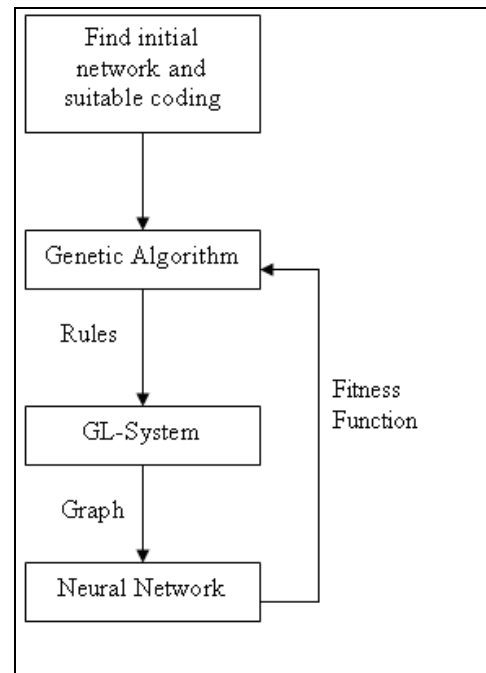 Find initial
network and
suitable coding
Genetic Algorithm
Rules
Fitness
Function
GL-System
Graph
Neural Network